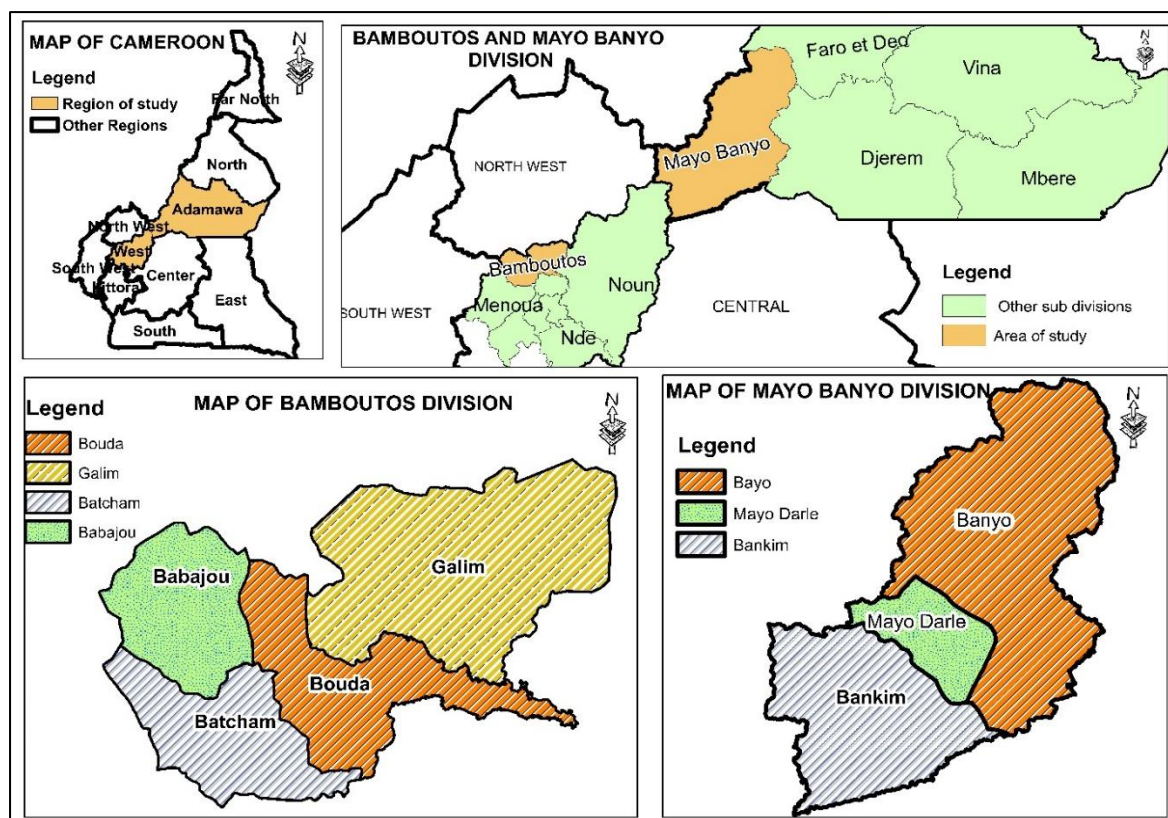 MAP OF CAMEROON
N
Legend
Region of study
Other Regions
Far North
North
Adamawa
North West
West
South West
Littora
Center
East
South
BAMBOUTOS AND MAYO BANYO
DIVISION
N
Faro et Deo
Vina
Mayo Banyo
NORTH WEST
Djerem
Mbere
Bamboutos
Noun
Menoua
SOUTH WEST
CENTRAL
Nde
Legend
Other sub divisions
Area of study
MAP OF BAMBOUTOS DIVISION
N
Legend
Bouda
Galim
Batcham
Babajou
Babajou
Galim
Bouda
Batcham
MAP OF MAYO BANYO DIVISION
N
Legend
Bayo
Mayo Darle
Bankim
Banyo
Mayo Darle
Bankim